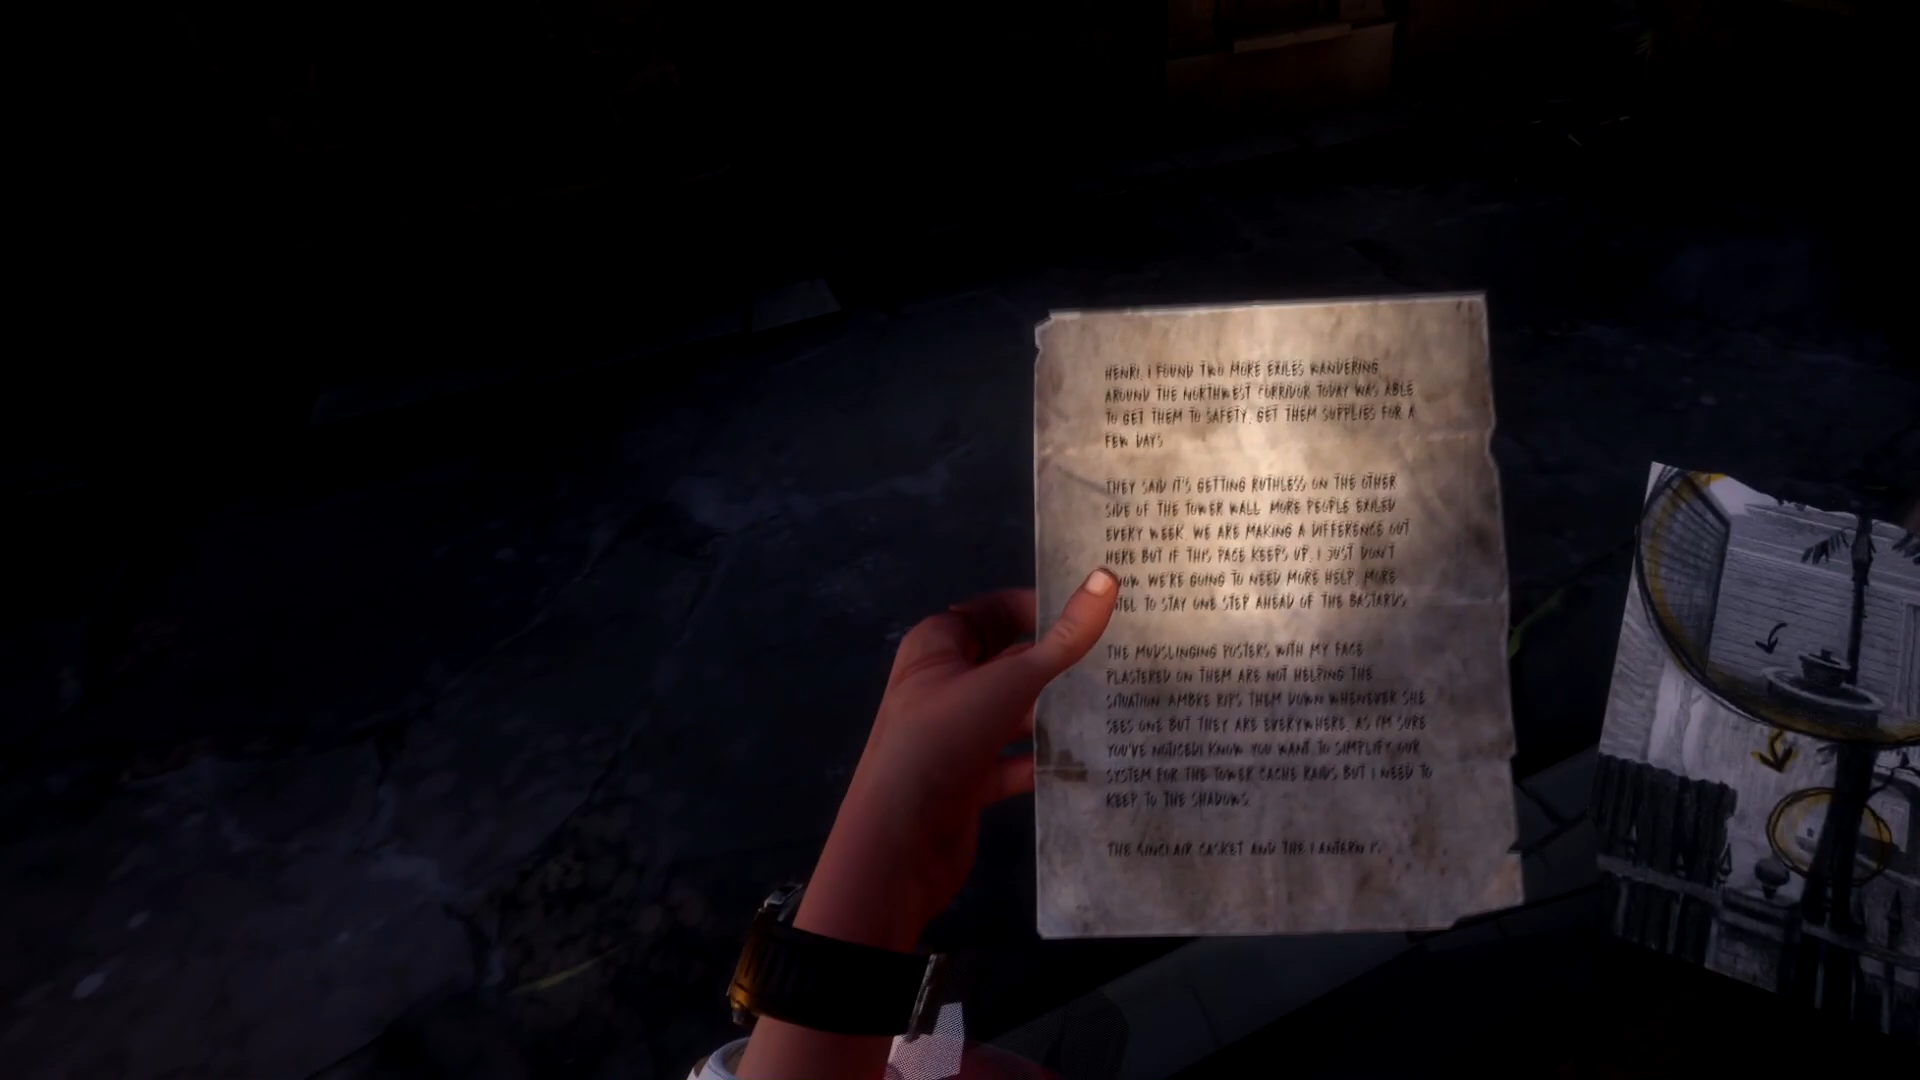 HENRI, I FOUND TWO MORE EXILES WANDERING
AROUND THE NORTHWEST CORRIDOR TODAY WAS ABLE
TO GET THEM TO SAFETY, GET THEM SUPPLIES FOR A
FEW DAYS
THEY SAID IT'S GETTING RUTHLESS ON THE OTHER
SIDE OF THE TOWER WALL MORE PEOPLE EXILED
EVERY WEEK. WE ARE MAKING A DIFFERENCE OUT
HERE BUT IF THIS PACE KEEPS UP, I JUST DON'T
WE'RE GOING TO NEED MORE HELP, MORE
TO STAY ONE STEP AHEAD OF THE BASTARDS
THE MUDSLINGING POSTERS WITH MY FACE
PLASTERED ON THEM ARE NOT HELPING THE
SITUATION AMBRE RIPS THEM DOWN WHENEVER SHE
SEES ONE BUT THEY ARE EVERYWHERE, AS I'M SURE
YOU'VE NOTICED I KNOW YOU WANT TO SIMPLIFY OUR
SYSTEM FOR THE TOWER CACHE RAIDS BUT I NEED TO
KEEP TO THE SHADOWS
THE SINCLAIR CASKET AND THE LANTERN